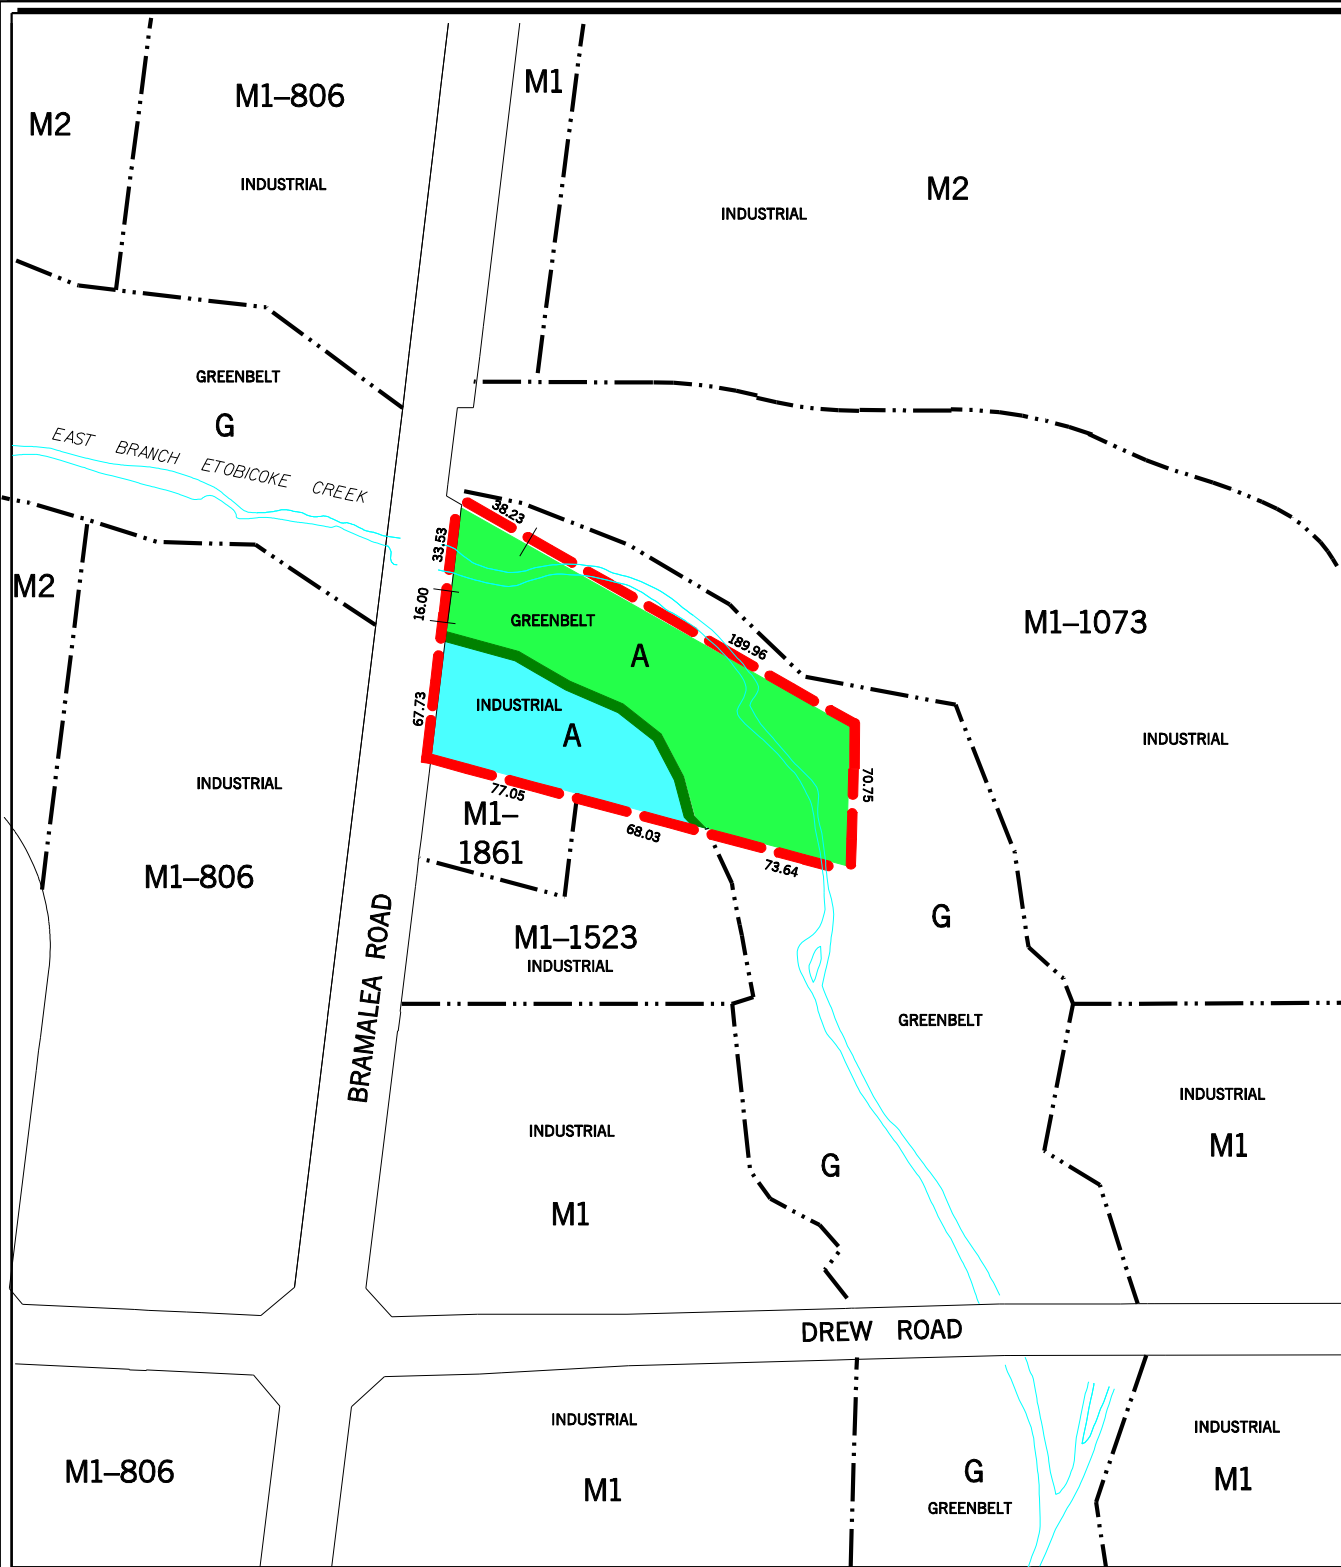 M1
M1–806
M2
INDUSTRIAL
M2
INDUSTRIAL
GREENBELT
G
EAST BRANCH ETOBICOKE CREEK
38.23
33.53
M2
16.00
GREENBELT
M1–1073
189.96
A
67.73
INDUSTRIAL
A
INDUSTRIAL
INDUSTRIAL
70.75
77.05
M1–
1861
68.03
73.64
M1–806
G
M1–1523
INDUSTRIAL
BRAMALEA ROAD
GREENBELT
INDUSTRIAL
M1
INDUSTRIAL
G
M1
DREW ROAD
INDUSTRIAL
INDUSTRIAL
M1–806
G
M1
M1
GREENBELT